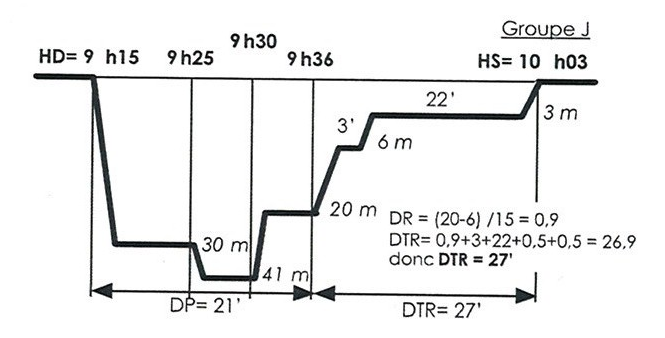 Groupe J
9 h30
HD= 9 h15 9 h25 9 h36 HS= 10 h03
22'
3 m
3'
6 m
20 m
DR = (20-6) /15 = 0,9
DTR= 0,9+3+22+0,5+0,5 = 26,9
donc DTR = 27'
30 m
41 m
DP= 21'
DTR= 27'